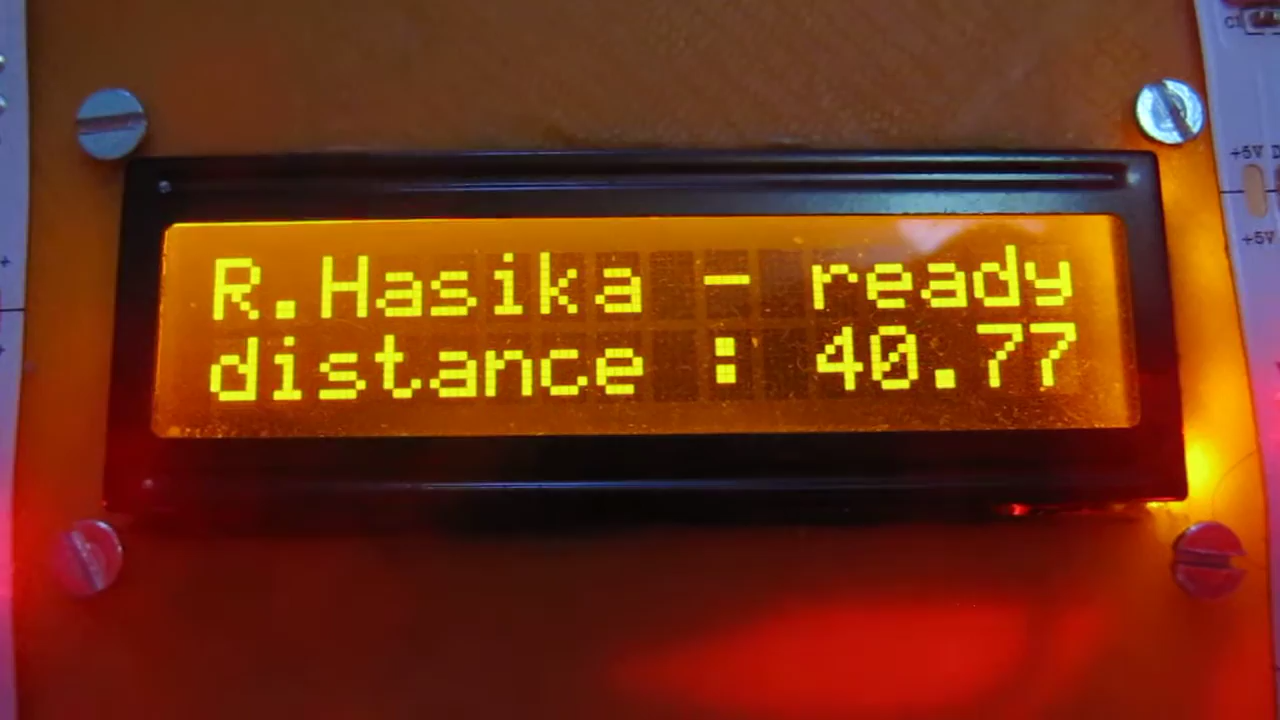 R.Hasika - ready
distance : 40.77
+5V
+5V